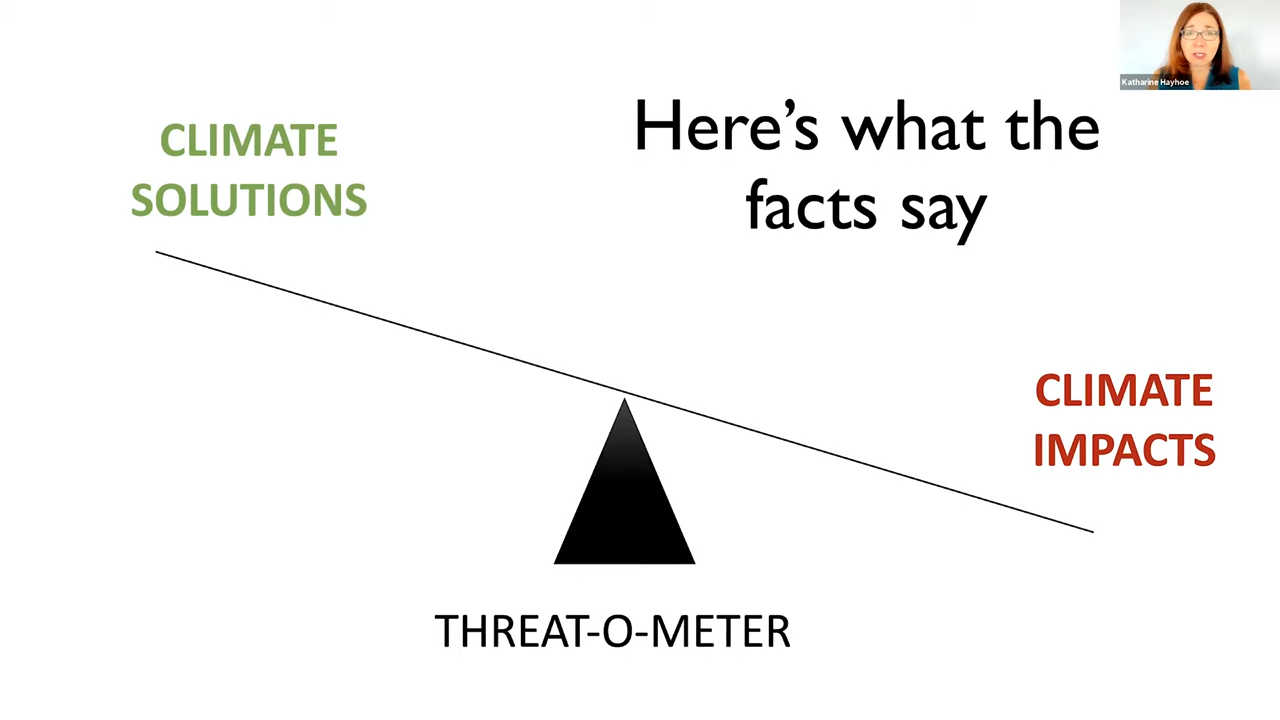 Katharine Hayhoe
Here’s what the
facts say
CLIMATE
SOLUTIONS
CLIMATE
IMPACTS
THREAT-O-METER